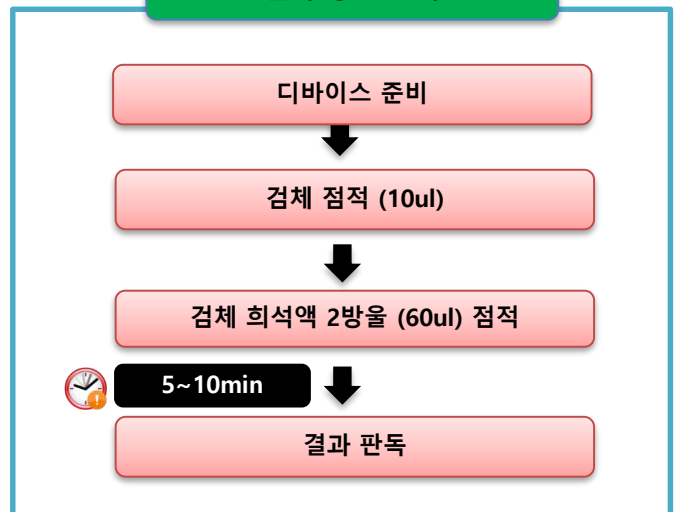 디바이스 준비
검체 점적 (10ul)
검체 희석액 2방울 (60ul) 점적
5~10min
결과 판독